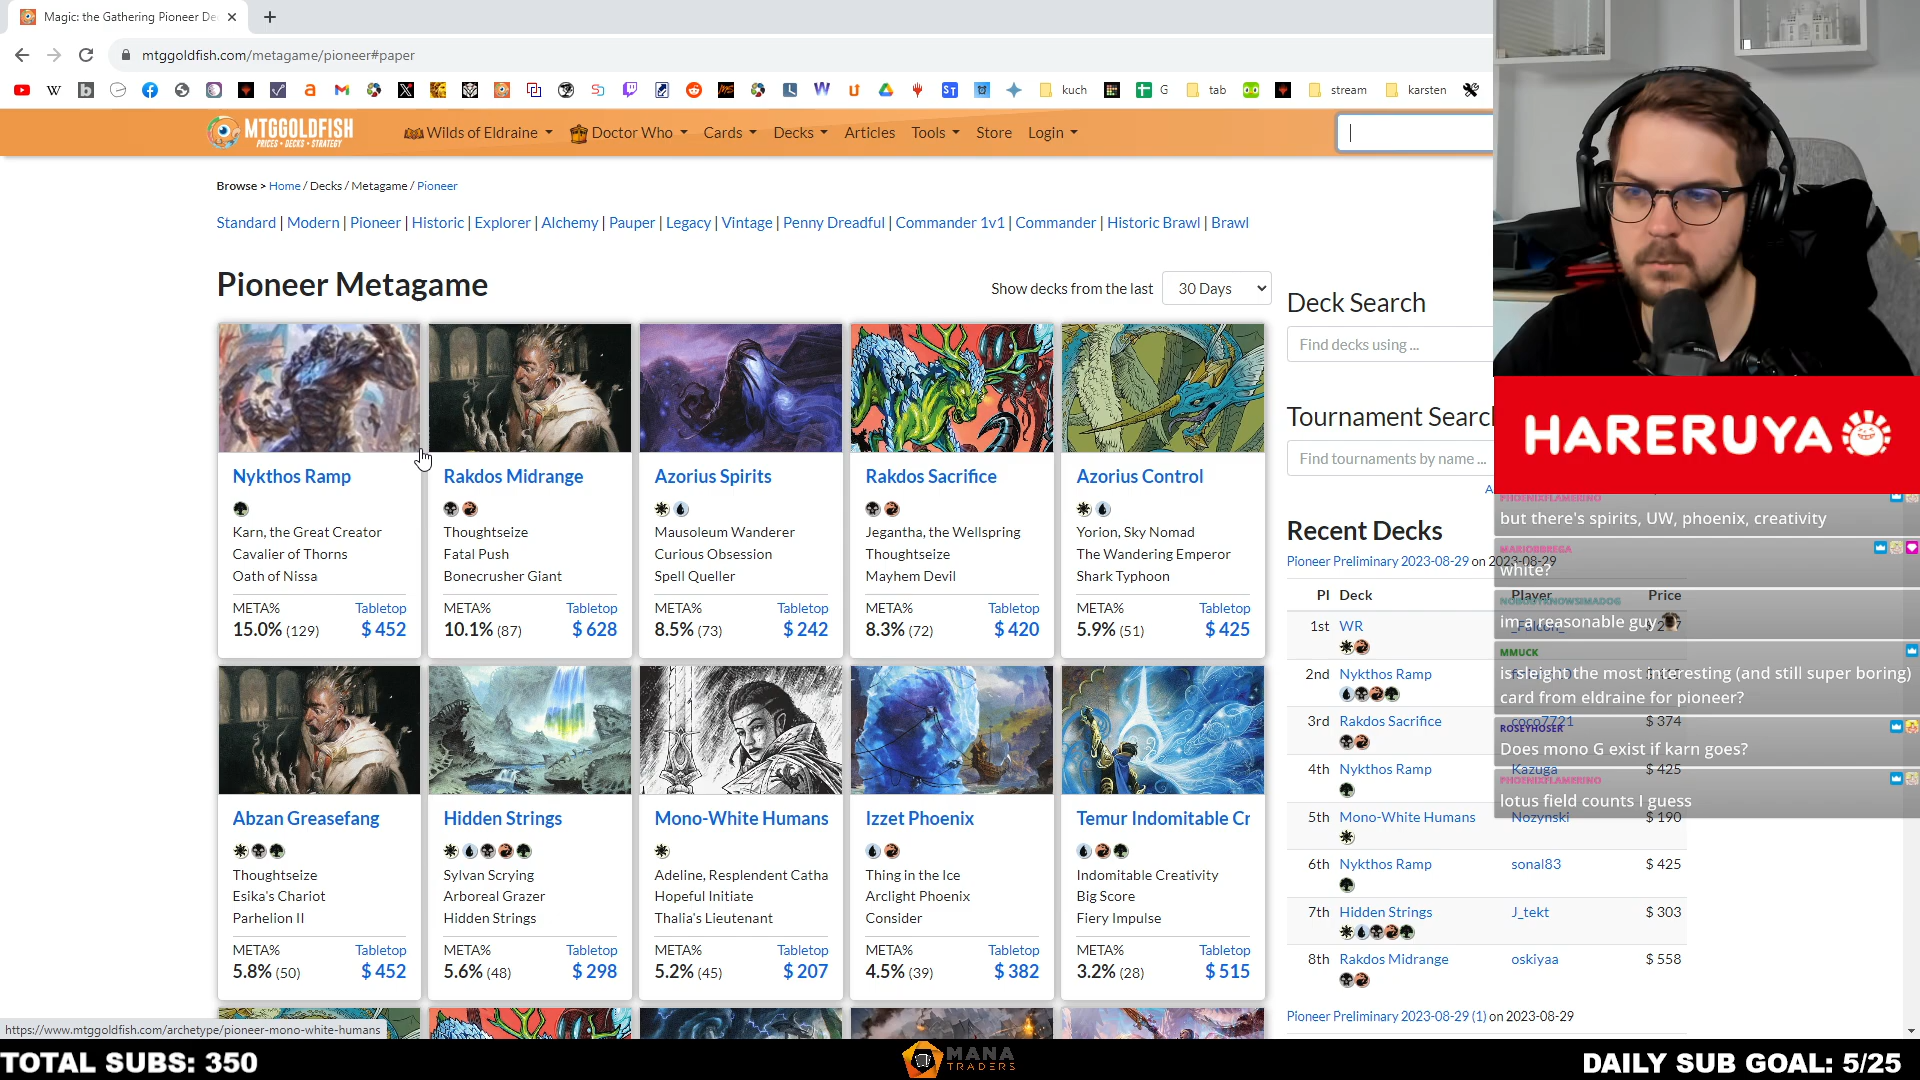 Magic: the Gathering Pioneer De
mtggoldfish.com/metagame/pioneer#paper
kuch
G
tab
stream
karsten
MTGGOLDFISH
PRICES • DECKS • STRATEGY
Wilds of Eldraine
Doctor Who
Cards
Decks
Articles
Tools
Store
Login
Browse > Home / Decks / Metagame / Pioneer
Standard | Modern | Pioneer | Historic | Explorer | Alchemy | Pauper | Legacy | Vintage | Penny Dreadful | Commander 1v1 | Commander | Historic Brawl | Brawl
Pioneer Metagame
Show decks from the last
30 Days
Nykthos Ramp
Karn, the Great Creator
Cavalier of Thorns
Oath of Nissa
META%
Tabletop
15.0% (129)
$ 452
Rakdos Midrange
Thoughtseize
Fatal Push
Bonecrusher Giant
META%
Tabletop
10.1% (87)
$ 628
Azorius Spirits
Mausoleum Wanderer
Curious Obsession
Spell Queller
META%
Tabletop
8.5% (73)
$ 242
Rakdos Sacrifice
Jegantha, the Wellspring
Thoughtseize
Mayhem Devil
META%
Tabletop
8.3% (72)
$ 420
Azorius Control
Yorion, Sky Nomad
The Wandering Emperor
Shark Typhoon
META%
Tabletop
5.9% (51)
$ 425
Abzan Greasefang
Thoughtseize
Esika's Chariot
Parhelion II
META%
Tabletop
5.8% (50)
$ 452
Hidden Strings
Sylvan Scrying
Arboreal Grazer
Hidden Strings
META%
Tabletop
5.6% (48)
$ 298
Mono-White Humans
Adeline, Resplendent Catha
Hopeful Initiate
Thalia's Lieutenant
META%
Tabletop
5.2% (45)
$ 207
Izzet Phoenix
Thing in the Ice
Arclight Phoenix
Consider
META%
Tabletop
4.5% (39)
$ 382
Temur Indomitable Cr
Indomitable Creativity
Big Score
Fiery Impulse
META%
Tabletop
3.2% (28)
$ 515
Deck Search
Find decks using ...
Tournament Searc
Find tournaments by name ...
A
Recent Decks
Pioneer Preliminary 2023-08-29 on 2023-08-29
Pl Deck Player Price
1st WR _Falcon_
2nd Nykthos Ramp
3rd Rakdos Sacrifice coco7721 $ 374
4th Nykthos Ramp Kazuga $ 425
5th Mono-White Humans Nozynski $ 190
6th Nykthos Ramp sonal83 $ 425
7th Hidden Strings J_tekt $ 303
8th Rakdos Midrange oskiyaa $ 558
Pioneer Preliminary 2023-08-29 (1) on 2023-08-29
HARERUYA
PHOENIXFLAMERINO
but there's spirits, UW, phoenix, creativity
MARIOBBREGA
white?
NOBODYKNOWSIMADOG
im a reasonable guy
MMUCK
is sleight the most interesting (and still super boring)
card from eldraine for pioneer?
ROSEYHOSER
Does mono G exist if karn goes?
PHOENIXFLAMERINO
lotus field counts I guess
https://www.mtggoldfish.com/archetype/pioneer-mono-white-humans
TOTAL SUBS: 350
MANA
TRADERS
DAILY SUB GOAL: 5/25